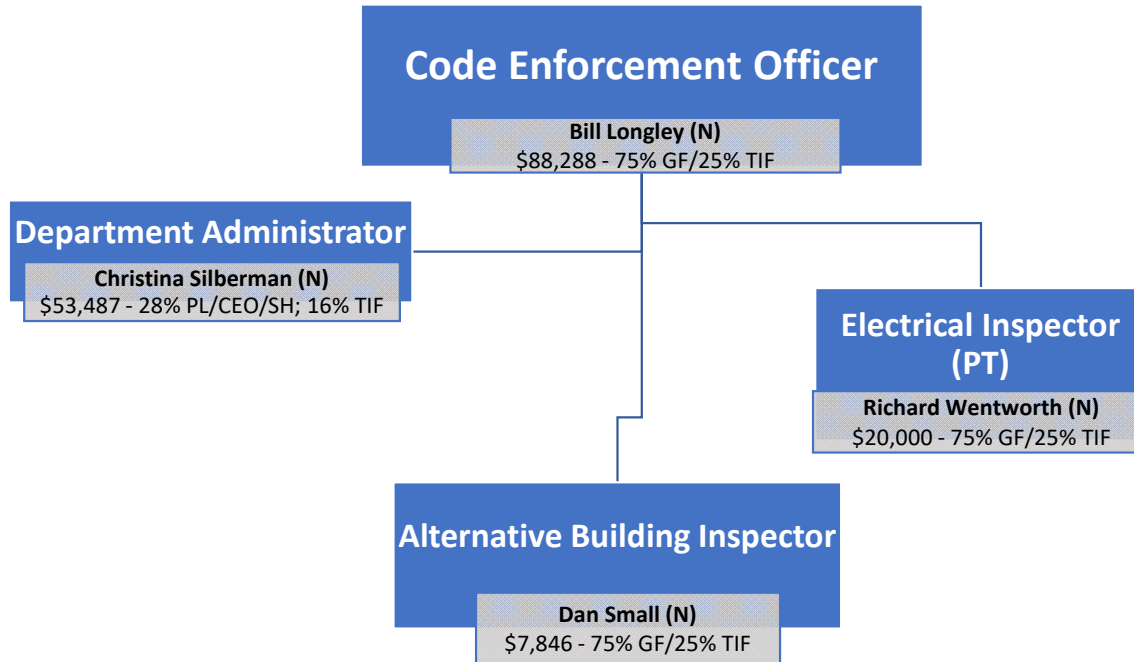 Code Enforcement Officer
Bill Longley (N)
$88,288 - 75% GF/25% TIF
Department Administrator
Christina Silberman (N)
$53,487 - 28% PL/CEO/SH; 16% TIF
Electrical Inspector
(PT)
Richard Wentworth (N)
$20,000 - 75% GF/25% TIF
Alternative Building Inspector
Dan Small (N)
$7,846 - 75% GF/25% TIF